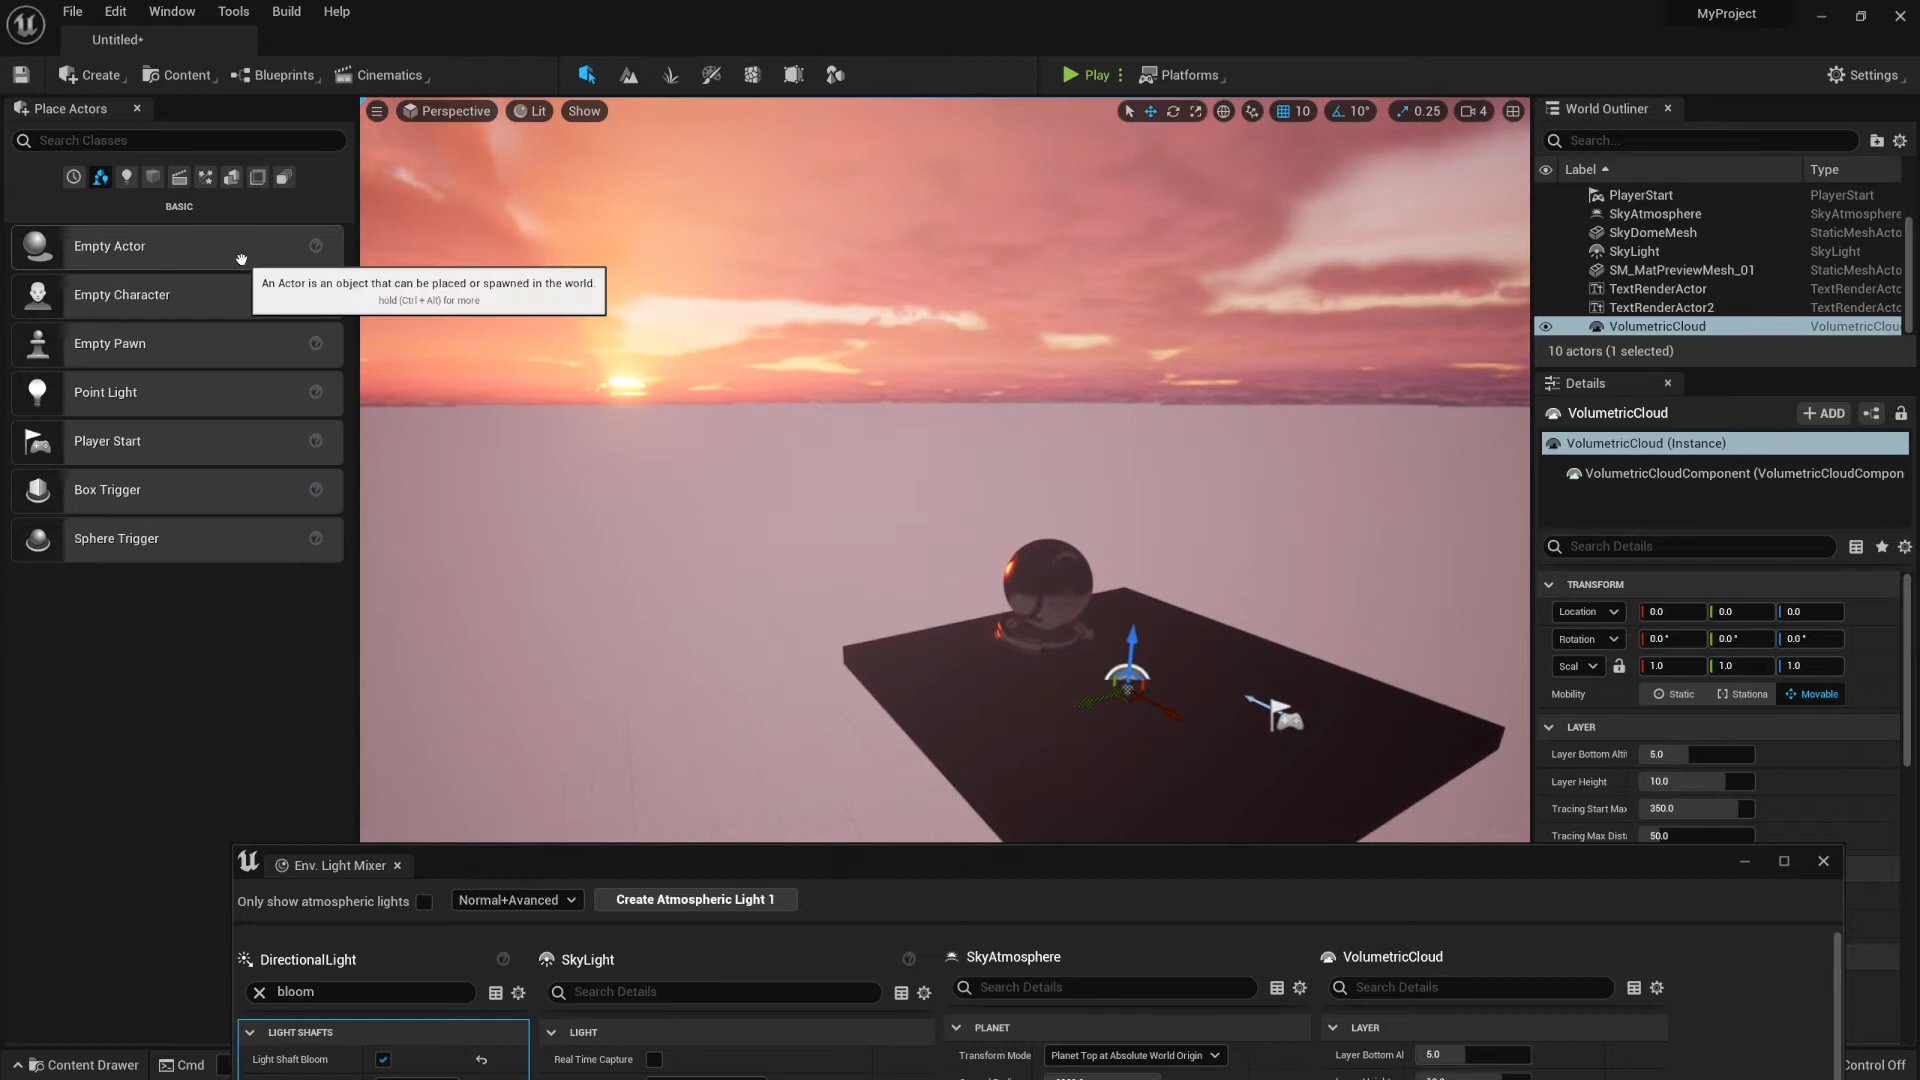 File Edit Window Tools Build Help
MyProject
Untitled*
Create Content Blueprints Cinematics
Play Platforms
Settings
Place Actors
Search Classes
BASIC
Empty Actor
An Actor is an object that can be placed or spawned in the world.
hold (Ctrl + Alt) for more
Empty Character
Empty Pawn
Point Light
Player Start
Box Trigger
Sphere Trigger
Perspective Lit Show
10 10° 0.25 4
World Outliner
Search...
Label Type
PlayerStart PlayerStart
SkyAtmosphere SkyAtmosphere
SkyDomeMesh StaticMeshActo
SkyLight SkyLight
SM_MatPreviewMesh_01 StaticMeshActo
TextRenderActor TextRenderActo
TextRenderActor2 TextRenderActo
VolumetricCloud VolumetricClou
10 actors (1 selected)
Details
VolumetricCloud
+ ADD
VolumetricCloud (Instance)
VolumetricCloudComponent (VolumetricCloudCompon
Search Details
TRANSFORM
Location 0.0 0.0 0.0
Rotation 0.0 ° 0.0 ° 0.0 °
Scal 1.0 1.0 1.0
Mobility Static Stationa Movable
LAYER
Layer Bottom Alti 5.0
Layer Height 10.0
Tracing Start Max 350.0
Tracing Max Dista 50.0
Env. Light Mixer
Only show atmospheric lights Normal+Avanced Create Atmospheric Light 1
DirectionalLight SkyLight SkyAtmosphere VolumetricCloud
bloom Search Details Search Details Search Details
LIGHT SHAFTS LIGHT PLANET LAYER
Light Shaft Bloom Real Time Capture Transform Mode Planet Top at Absolute World Origin Layer Bottom Al 5.0
Content Drawer Cmd
Control Off